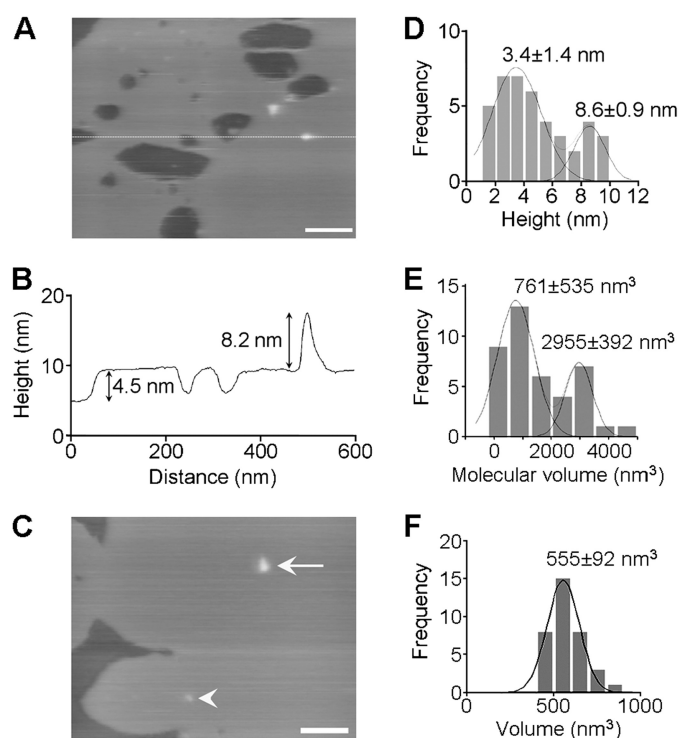 A
B
Height (nm)
20
10
0
8.2 nm
4.5 nm
0
200
400
600
Distance (nm)
C
D
Frequency
10
5
0
3.4±1.4 nm
8.6±0.9 nm
0 2 4 6 8 10 12
Height (nm)
E
Frequency
15
10
5
0
761±535 nm³
2955±392 nm³
0 2000 4000
Molecular volume (nm³)
F
Frequency
20
15
10
5
0
555±92 nm³
0 500 1000
Volume (nm³)